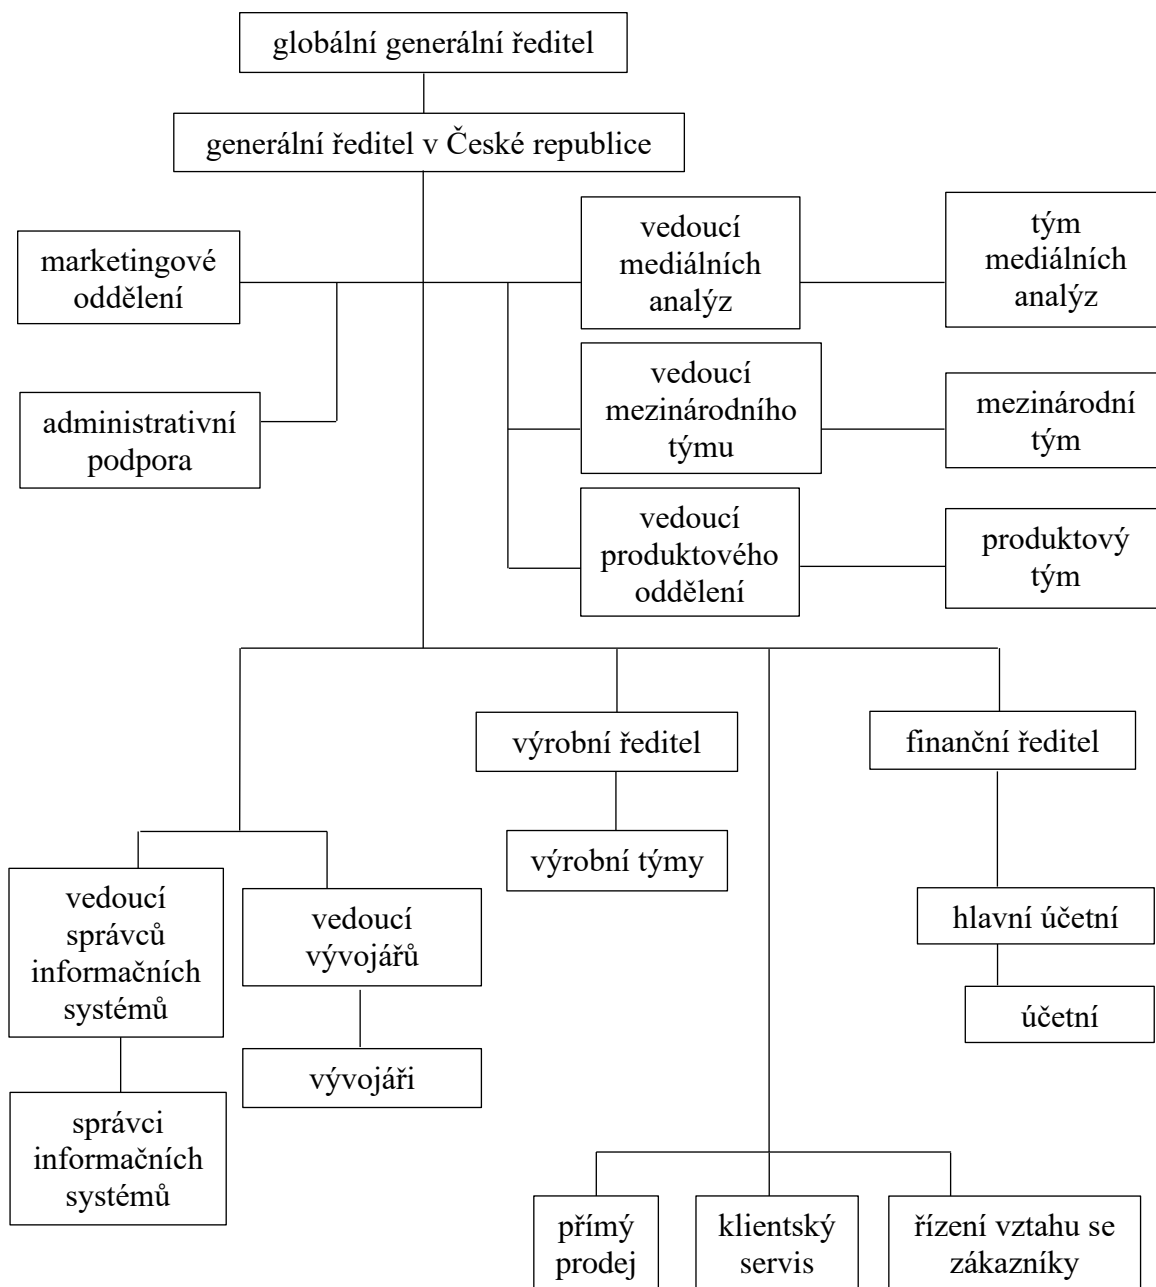 globální generální ředitel
generální ředitel v České republice
marketingové
oddělení
administrativní
podpora
vedoucí
mediálních
analýz
tým
mediálních
analýz
vedoucí
mezinárodního
týmu
mezinárodní
tým
vedoucí
produktového
oddělení
produktový
tým
výrobní ředitel
finanční ředitel
výrobní týmy
vedoucí
správců
informačních
systémů
vedoucí
vývojářů
hlavní účetní
účetní
vývojáři
správci
informačních
systémů
přímý
prodej
klientský
servis
řízení vztahu se
zákazníky